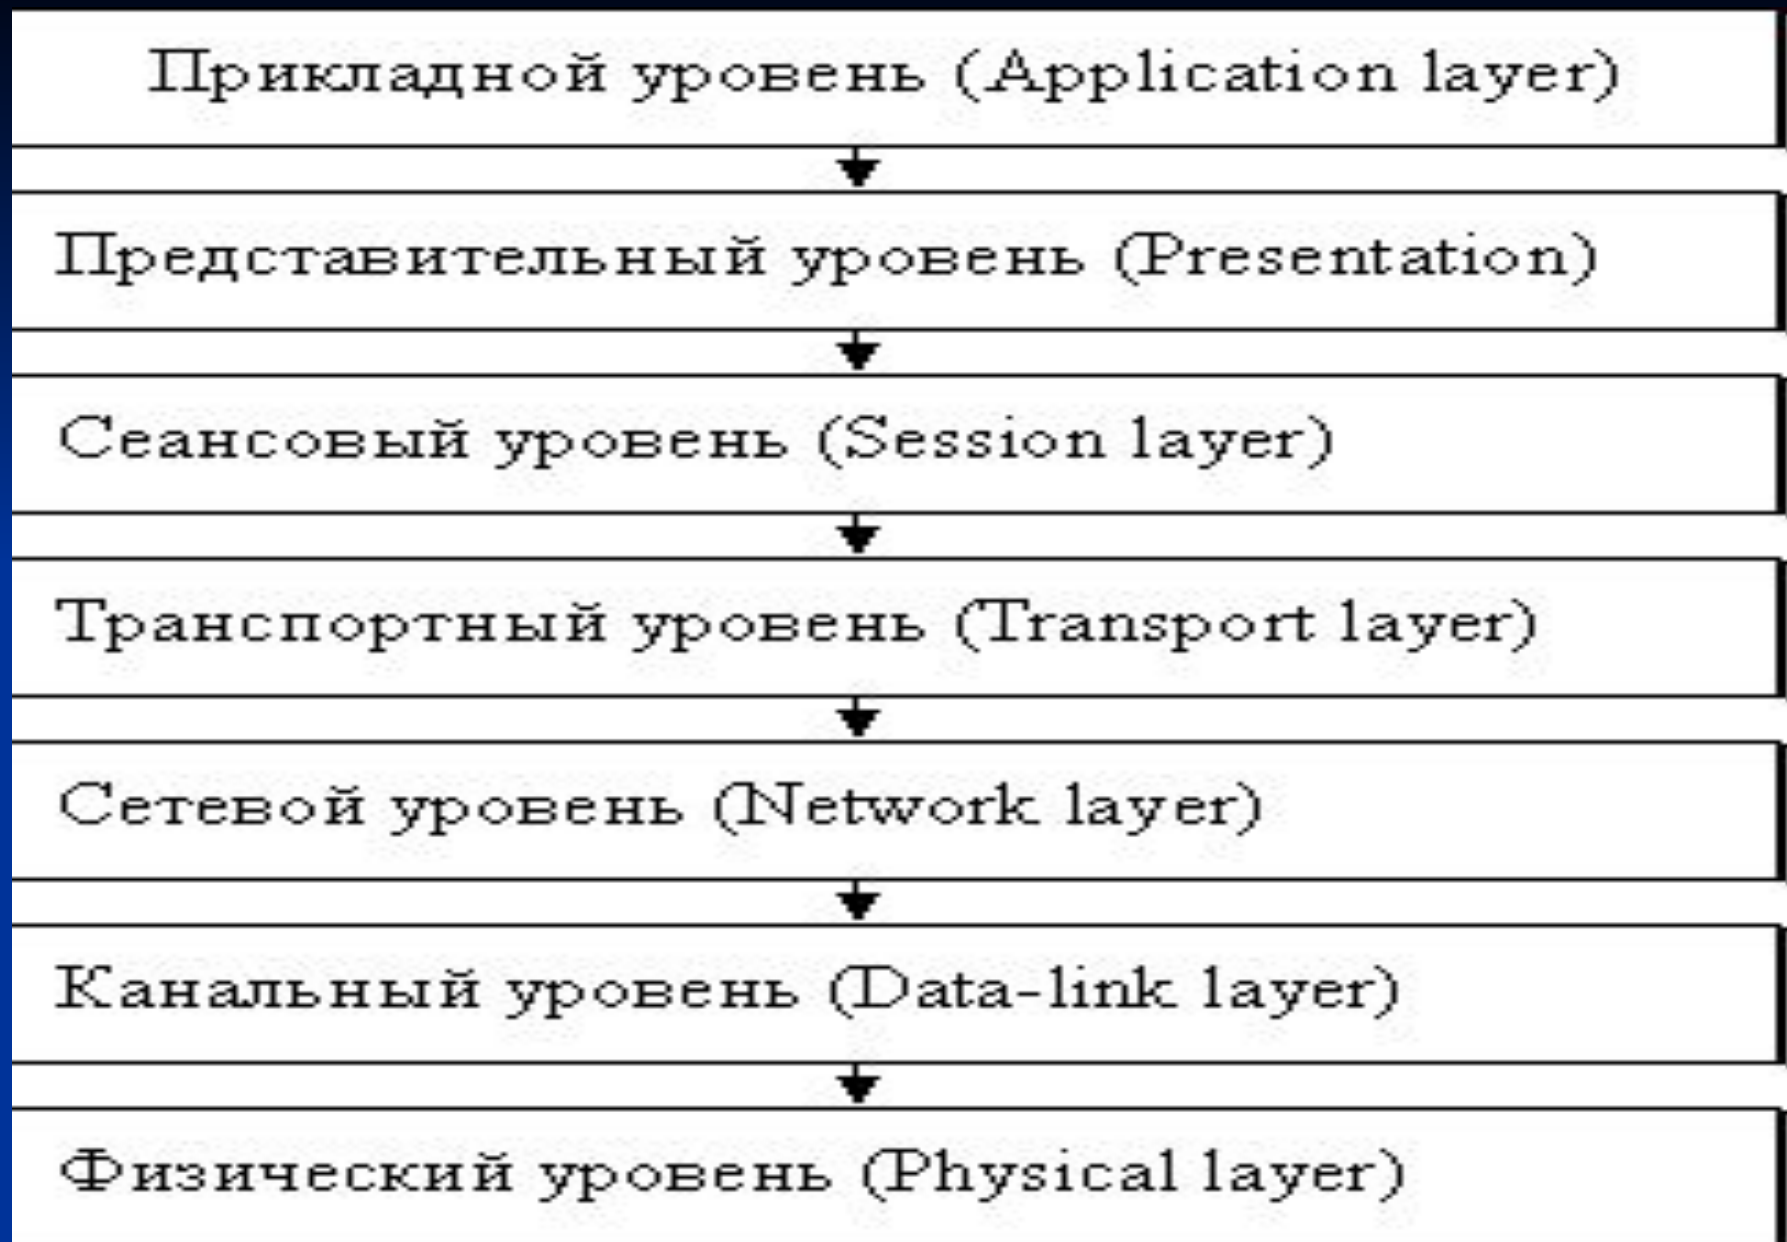 Прикладной уровень (Application layer)
Представительный уровень (Presentation)
Сеансовый уровень (Session layer)
Транспортный уровень (Transport layer)
Сетевой уровень (Network layer)
Канальный уровень (Data-link layer)
Физический уровень (Physical layer)